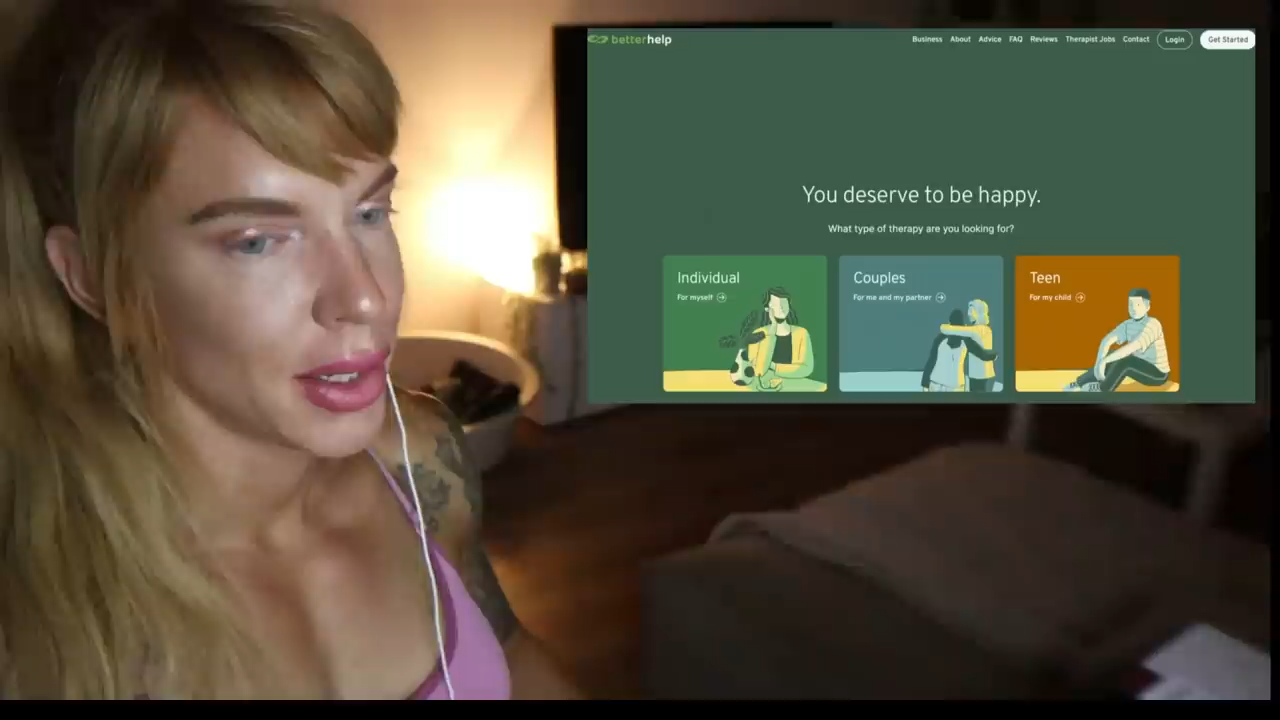 betterhelp
Business About Advice FAQ Reviews Therapist Jobs Contact Login Get Started
You deserve to be happy.
What type of therapy are you looking for?
Individual
For myself
Couples
For me and my partner
Teen
For my child